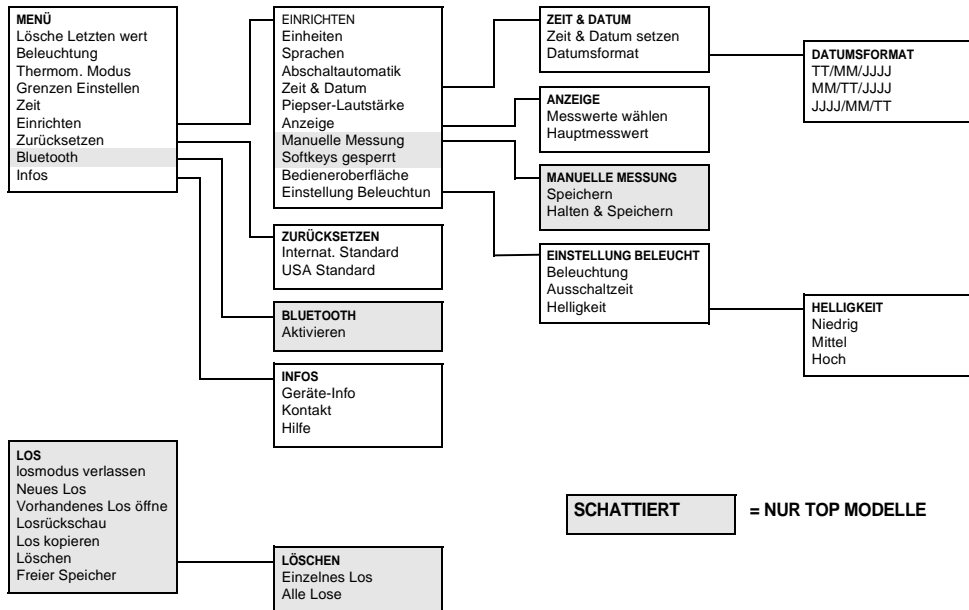 MENÜ
Lösche Letzten wert
Beleuchtung
Thermom. Modus
Grenzen Einstellen
Zeit
Einrichten
Zurücksetzen
Bluetooth
Infos
EINRICHTEN
Einheiten
Sprachen
Abschaltautomatik
Zeit & Datum
Piepser-Lautstärke
Anzeige
Manuelle Messung
Softkeys gesperrt
Bedieneroberfläche
Einstellung Beleuchtun
ZEIT & DATUM
Zeit & Datum setzen
Datumsformat
DATUMSFORMAT
TT/MM/JJJJ
MM/TT/JJJJ
JJJJ/MM/TT
ANZEIGE
Messwerte wählen
Hauptmesswert
MANUELLE MESSUNG
Speichern
Halten & Speichern
ZURÜCKSETZEN
Internat. Standard
USA Standard
EINSTELLUNG BELEUCHT
Beleuchtung
Ausschaltzeit
Helligkeit
HELLIGKEIT
Niedrig
Mittel
Hoch
BLUETOOTH
Aktivieren
INFOS
Geräte-Info
Kontakt
Hilfe
LOS
losmodus verlassen
Neues Los
Vorhandenes Los öffne
Losrückschau
Los kopieren
Löschen
Freier Speicher
LÖSCHEN
Einzelnes Los
Alle Lose
SCHATTIERT = NUR TOP MODELLE